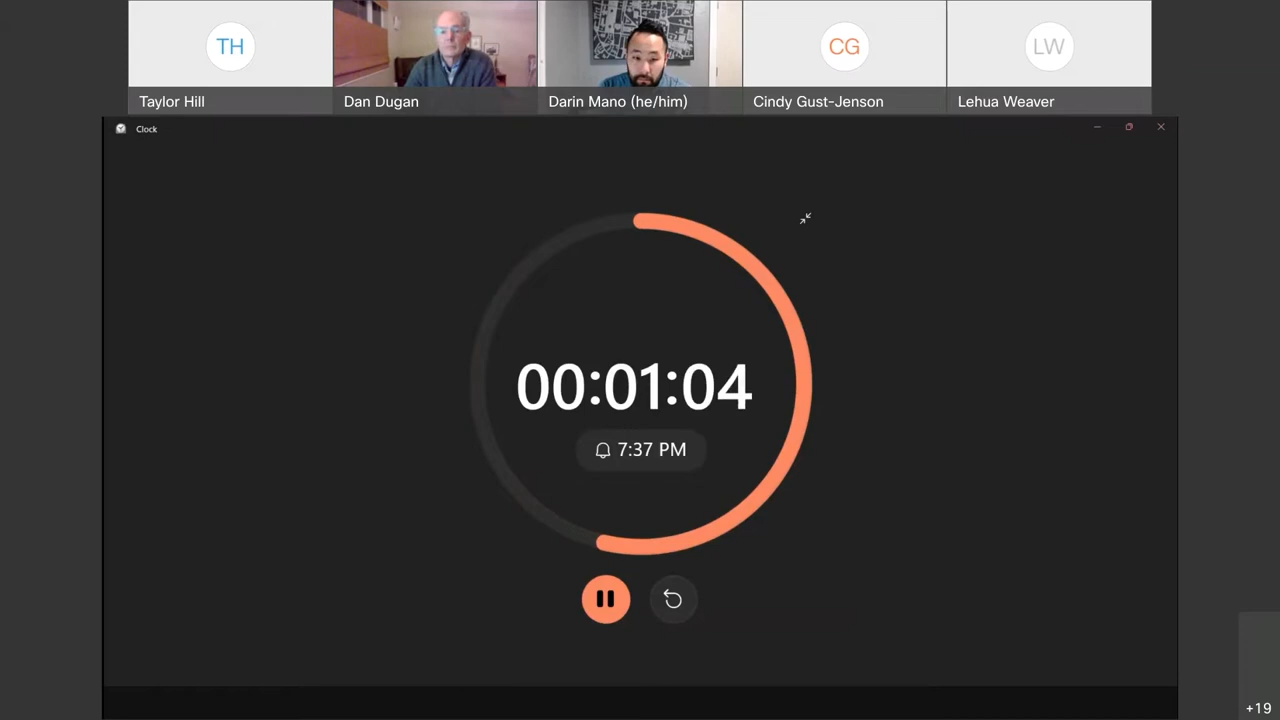 TH
CG
LW
Taylor Hill
Dan Dugan
Darin Mano (he/him)
Cindy Gust-Jenson
Lehua Weaver
Clock
00:01:04
7:37 PM
+19